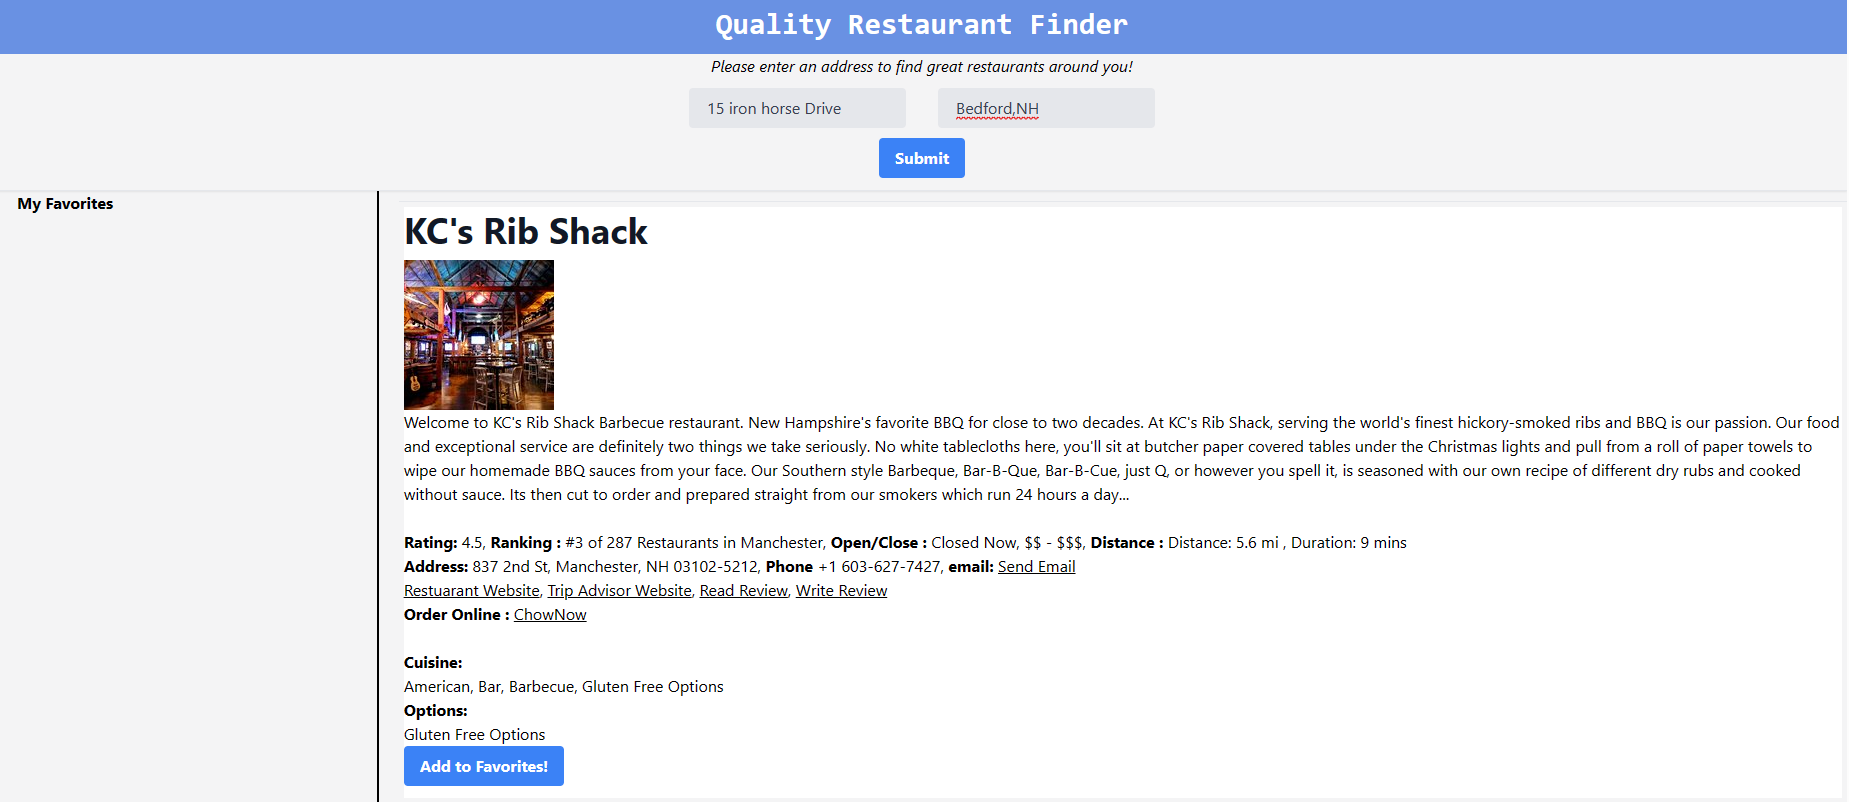 Quality Restaurant Finder
Please enter an address to find great restaurants around you!
15 iron horse Drive
Bedford,NH
Submit
My Favorites
KC's Rib Shack
Welcome to KC's Rib Shack Barbecue restaurant. New Hampshire's favorite BBQ for close to two decades. At KC's Rib Shack, serving the world's finest hickory-smoked ribs and BBQ is our passion. Our food
and exceptional service are definitely two things we take seriously. No white tablecloths here, you'll sit at butcher paper covered tables under the Christmas lights and pull from a roll of paper towels to
wipe our homemade BBQ sauces from your face. Our Southern style Barbeque, Bar-B-Que, Bar-B-Cue, just Q, or however you spell it, is seasoned with our own recipe of different dry rubs and cooked
without sauce. Its then cut to order and prepared straight from our smokers which run 24 hours a day...
Rating: 4.5, Ranking : #3 of 287 Restaurants in Manchester, Open/Close : Closed Now, $$ - $$$, Distance : Distance: 5.6 mi , Duration: 9 mins
Address: 837 2nd St, Manchester, NH 03102-5212, Phone +1 603-627-7427, email: Send Email
Restuarant Website, Trip Advisor Website, Read Review, Write Review
Order Online : ChowNow
Cuisine:
American, Bar, Barbecue, Gluten Free Options
Options:
Gluten Free Options
Add to Favorites!